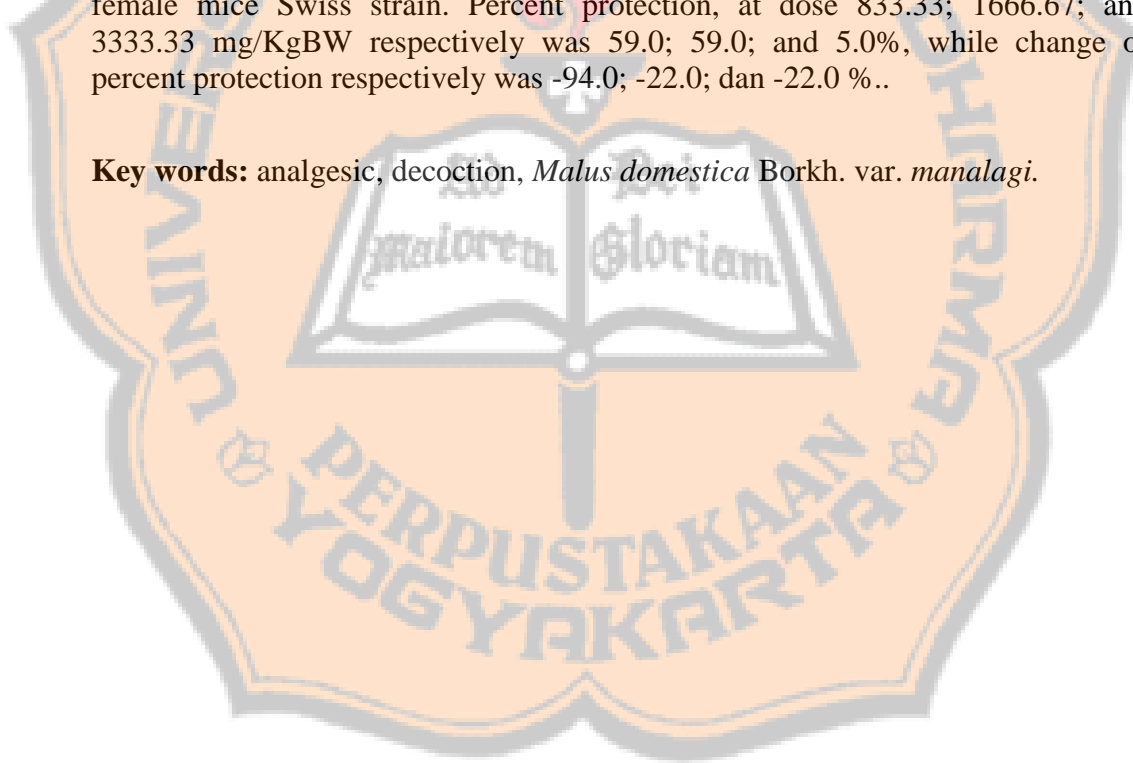 female mice Swiss strain. Percent protection, at dose 833.33; 1666.67; an
3333.33 mg/KgBW respectively was 59.0; 59.0; and 5.0%, while change o
percent protection respectively was -94.0; -22.0; dan -22.0 %..
Key words: analgesic, decoction, Malus domestica Borkh. var. manalagi.
Ad Dei
Maiorem Gloriam
PERPUSTAKAAN
YOGYAKARTA